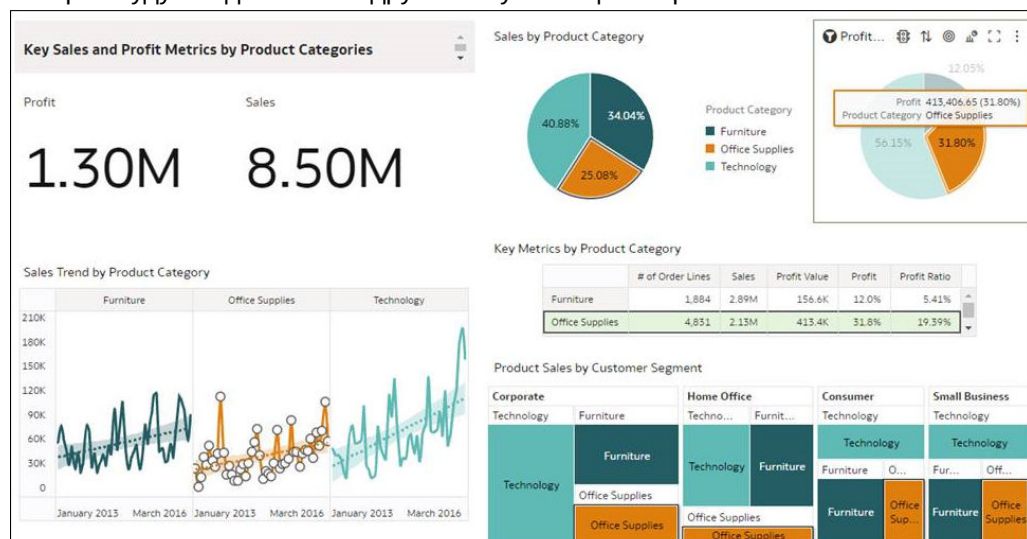 Key Sales and Profit Metrics by Product Categories
Profit
Sales
1.30M
8.50M
Sales by Product Category
34.04%
40.88%
25.08%
Product Category
Furniture
Office Supplies
Technology
Profit...
12.05%
Profit 413,406.65 (31.80%)
Product Category Office Supplies
56.15%
31.80%
Key Metrics by Product Category
# of Order Lines Sales Profit Value Profit Profit Ratio
Furniture 1,884 2.89M 156.6K 12.0% 5.41%
Office Supplies 4,831 2.13M 413.4K 31.8% 19.39%
Sales Trend by Product Category
Furniture Office Supplies Technology
210K
180K
150K
120K
90K
60K
30K
0
January 2013 March 2016 January 2013 March 2016 January 2013 March 2016
Product Sales by Customer Segment
Corporate Home Office Consumer Small Business
Technology Furniture Techno... Furnit... Technology Technology
Technology Technology
Furniture
Technology Furniture
Furniture O... Fur... Off...
Technology
Office Supplies
Office Supplies
Furniture Office Sup... Furniture Office Supplies
Office Supplies
Office Supplies